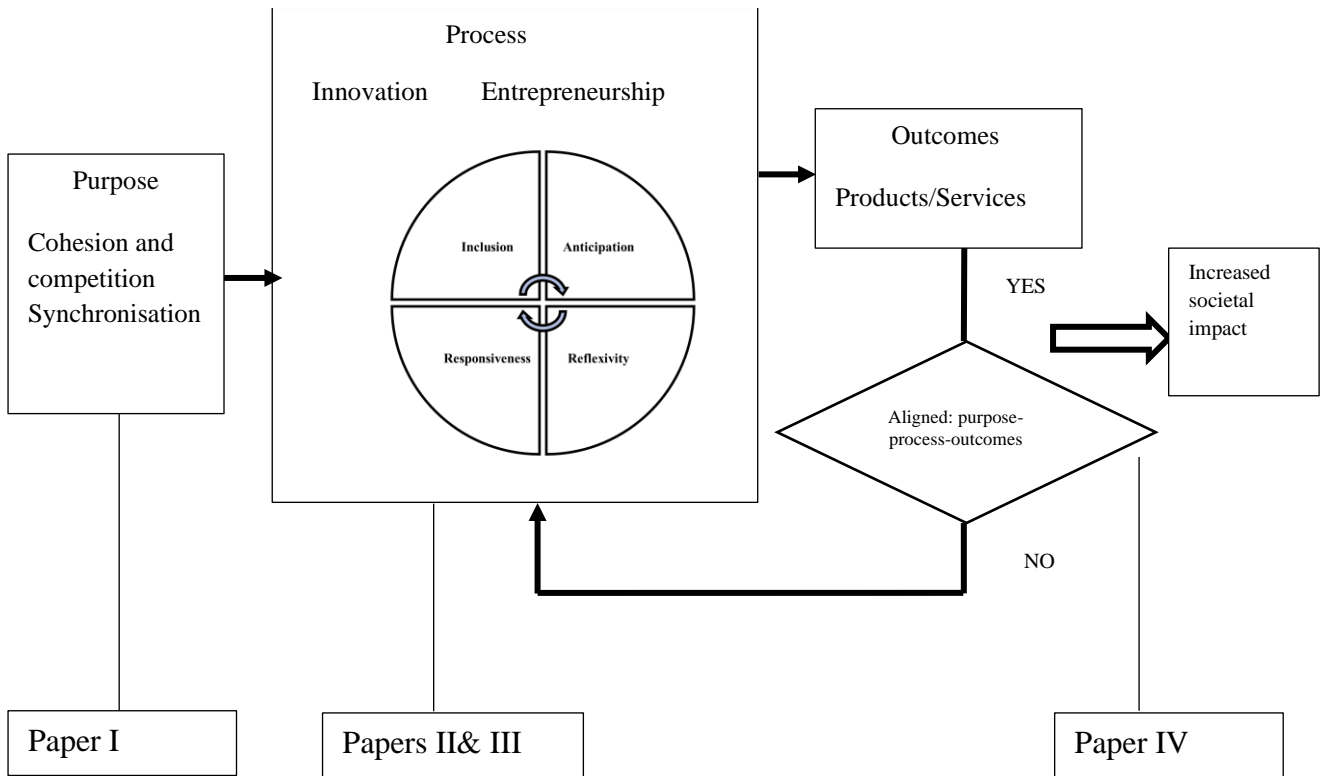 Process
Innovation Entrepreneurship
Purpose
Cohesion and
competition
Synchronisation
Inclusion
Anticipation
Responsiveness
Reflexivity
Outcomes
Products/Services
YES
Increased
societal
impact
Aligned: purpose-
process-outcomes
NO
Paper I
Papers II& III
Paper IV